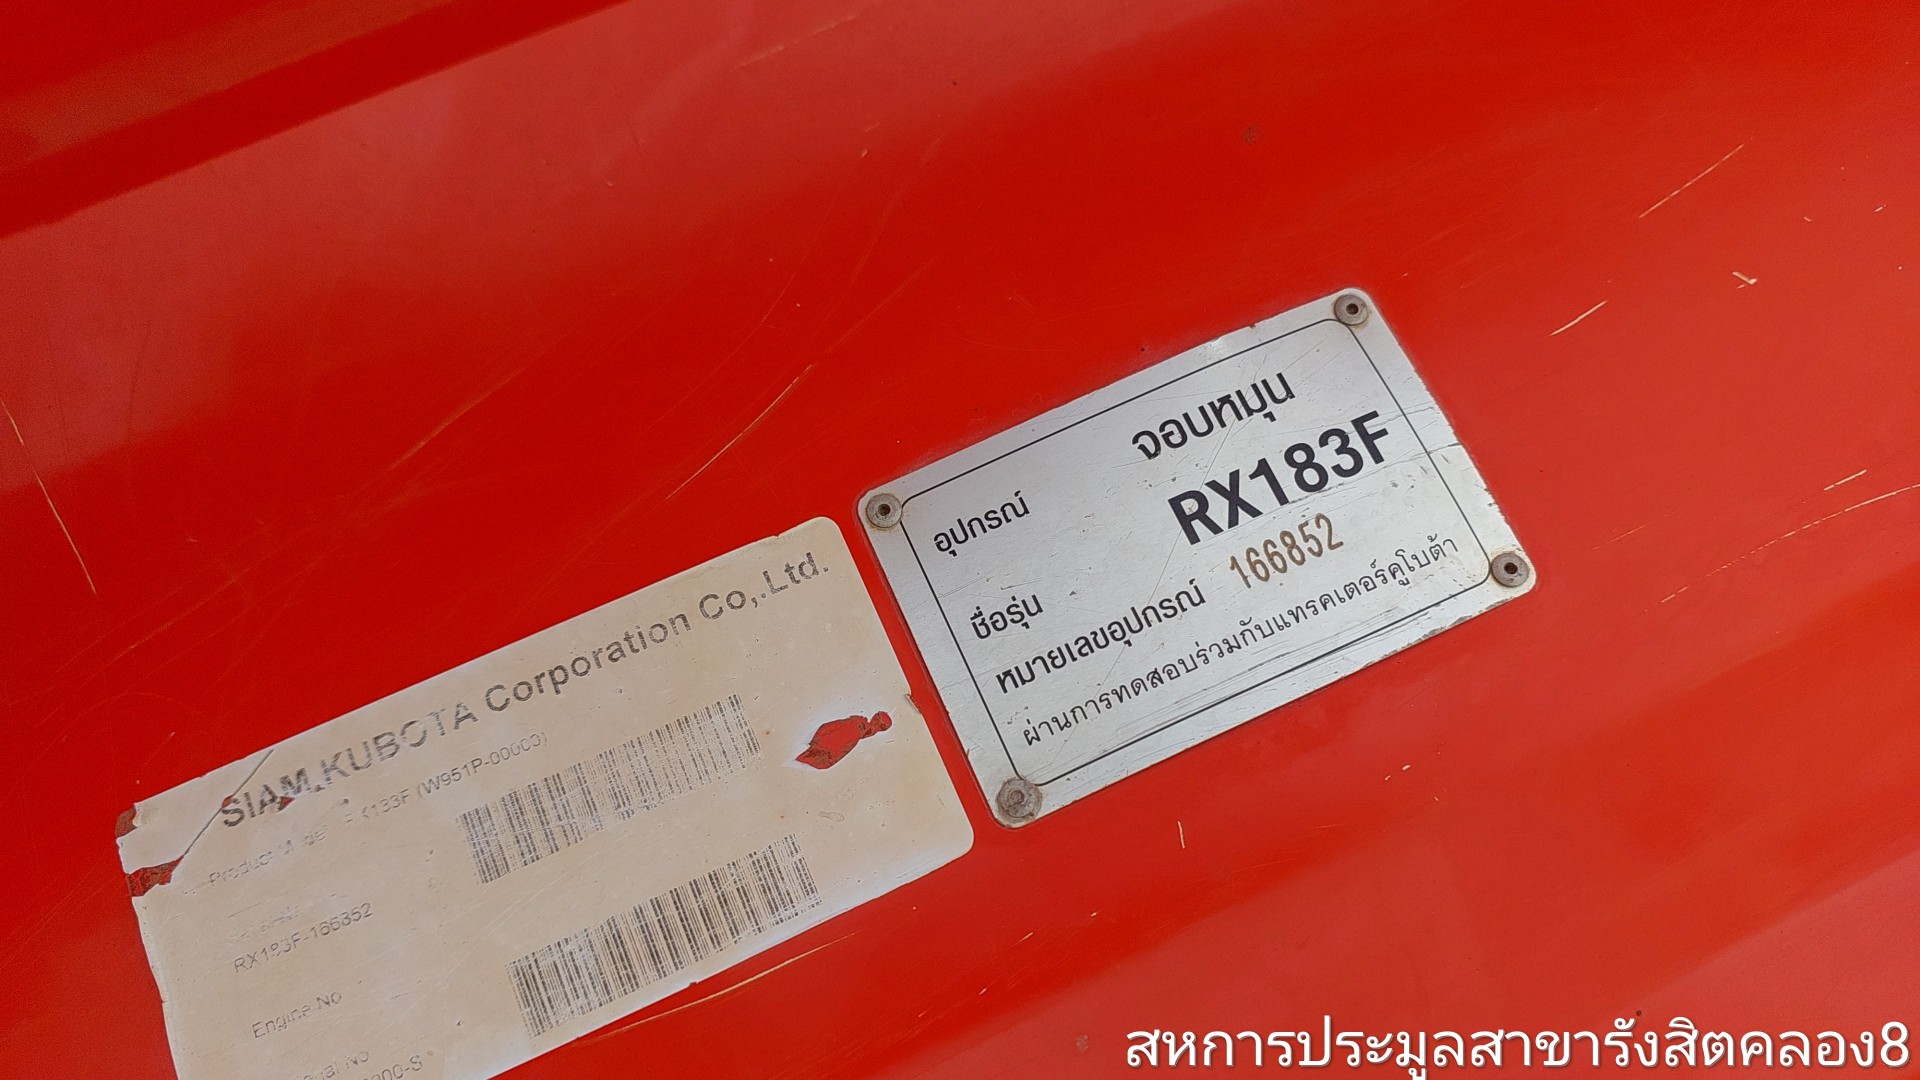 อุปกรณ์ จอบหมุน
ชื่อรุ่น RX183F
หมายเลขอุปกรณ์ 166852
ผ่านการทดสอบร่วมกับแทรคเตอร์คูโบต้า
SIAM KUBOTA Corporation Co,.Ltd.
(W951P-00000)
RX183F-166852
Engine No
สหการประมูลสาขารังสิตคลอง8